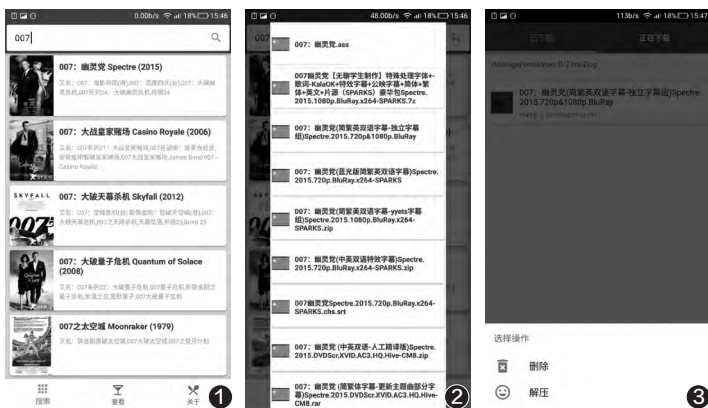 0.00b/s 18% 15:46
007
007：幽灵党 Spectre (2015)
007：大战皇家赌场 Casino Royale (2006)
007：大破天幕杀机 Skyfall (2012)
SKYFALL
007：大破量子危机 Quantum of Solace
(2008)
007之太空城 Moonraker (1979)
搜索
查看
关于
1
48.00b/s 18% 15:46
007：幽灵党.ass
007幽灵党【无聊学生制作】特殊处理字体+-
歌词-KalaOK+特效字幕+公映字幕+简体+繁
体+英文+片源（SPARKS）豪华包Spectre.
2015.1080p.BluRay.x264-SPARKS.7z
007：幽灵党(简繁英双语字幕-独立字幕
组)Spectre.2015.720p&1080p.BluRay
007：幽灵党(蓝光版简繁英双语字幕)Spectre.
2015.720p.BluRay.x264-SPARKS
007：幽灵党(简繁英双语字幕-yyets字幕
组)Spectre.2015.720p.BluRay.x264-
SPARKS.zip
007：幽灵党(中英双语特效字幕)Spectre.
2015.720p.BluRay.x264-SPARKS.zip
007幽灵党Spectre.2015.720p.BluRay.x264-
SPARKS.chs.srt
007：幽灵党(中英双语-人工精译版)Spectre.
2015.DVDScr.XVID.AC3.HQ.Hive-CM8.zip
007：幽灵党 (简繁体字幕-更新主题曲部分字
幕)Spectre.2015.DVDScr.XVID.AC3.HQ.Hive-
CM8.rar
2
113b/s 18% 15:47
已下载
正在下载
/storage/emulated/0/ZimuDog
007：幽灵党(简繁英双语字幕-独立字幕组)Spectre.
2015.720p&1080p.BluRay
选择操作
删除
解压
3